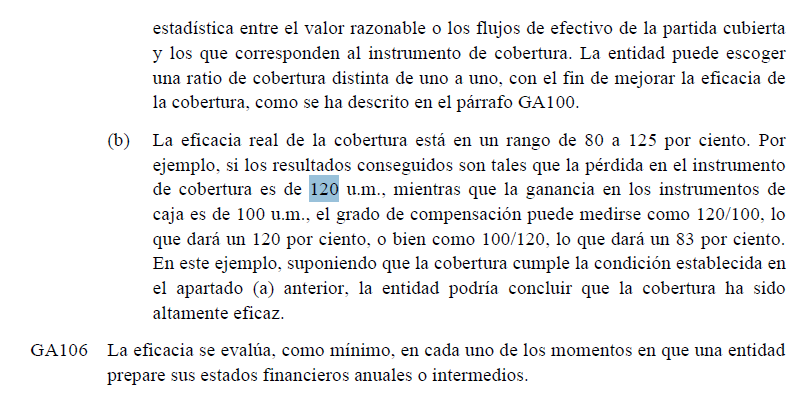 estadística entre el valor razonable o los flujos de efectivo de la partida cubierta
y los que corresponden al instrumento de cobertura. La entidad puede escoger
una ratio de cobertura distinta de uno a uno, con el fin de mejorar la eficacia de
la cobertura, como se ha descrito en el párrafo GA100.
(b) La eficacia real de la cobertura está en un rango de 80 a 125 por ciento. Por
ejemplo, si los resultados conseguidos son tales que la pérdida en el instrumento
de cobertura es de 120 u.m., mientras que la ganancia en los instrumentos de
caja es de 100 u.m., el grado de compensación puede medirse como 120/100, lo
que dará un 120 por ciento, o bien como 100/120, lo que dará un 83 por ciento.
En este ejemplo, suponiendo que la cobertura cumple la condición establecida en
el apartado (a) anterior, la entidad podría concluir que la cobertura ha sido
altamente eficaz.
GA106 La eficacia se evalúa, como mínimo, en cada uno de los momentos en que una entidad
prepare sus estados financieros anuales o intermedios.